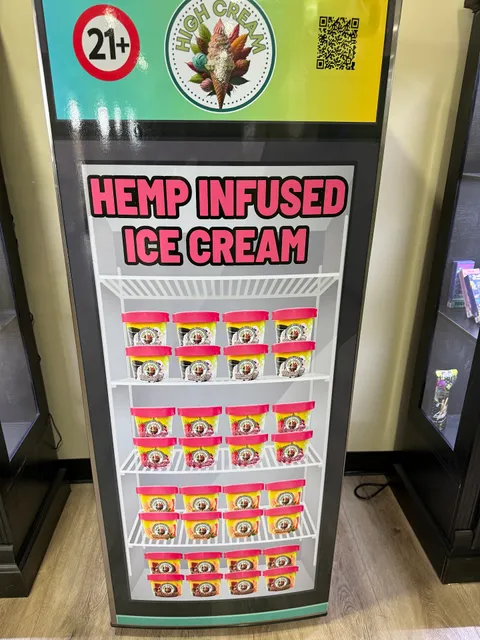 21+
HIGH CREAM
HEMP INFUSED
ICE CREAM